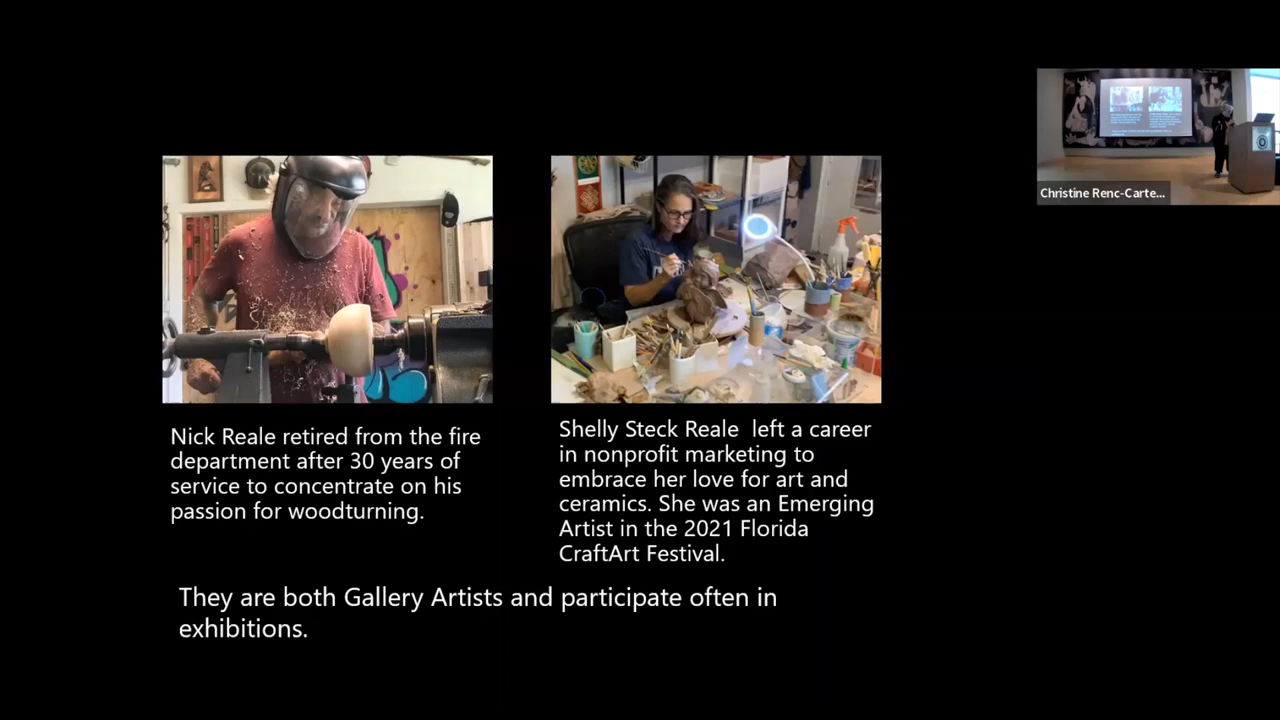 Christine Renc-Carte...
Nick Reale retired from the fire
department after 30 years of
service to concentrate on his
passion for woodturning.
Shelly Steck Reale left a career
in nonprofit marketing to
embrace her love for art and
ceramics. She was an Emerging
Artist in the 2021 Florida
CraftArt Festival.
They are both Gallery Artists and participate often in
exhibitions.